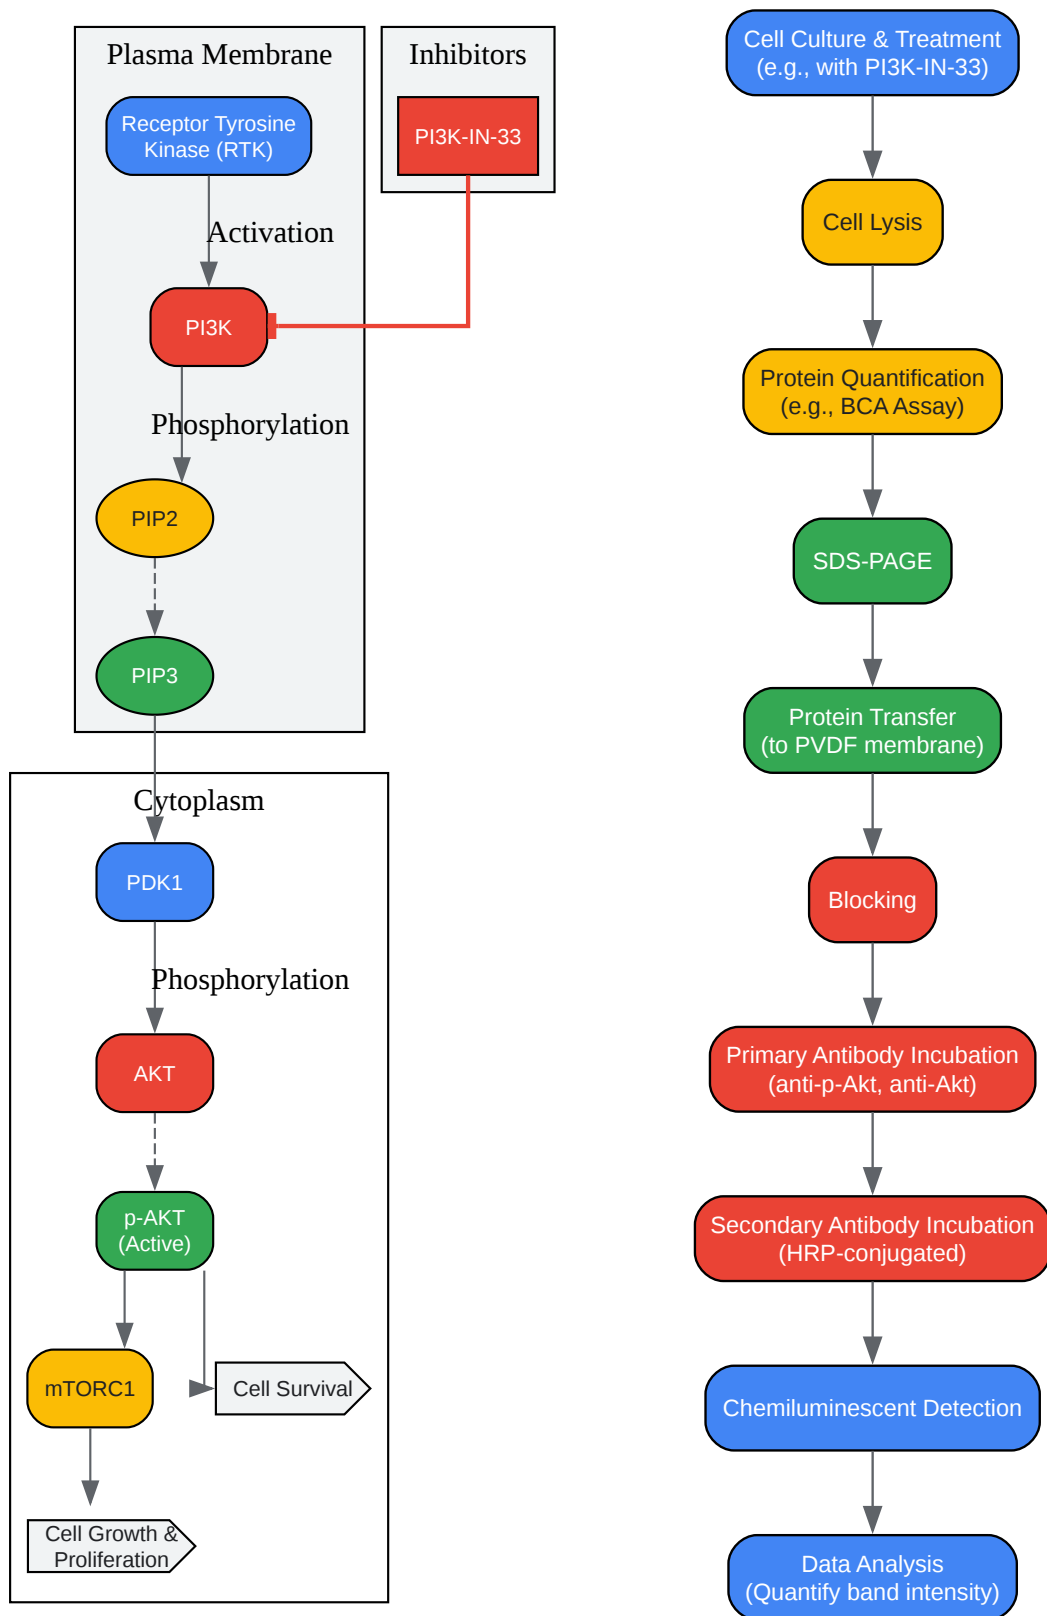 Plasma Membrane
Receptor Tyrosine
Kinase (RTK)
Activation
PI3K
Phosphorylation
PIP2
PIP3
Inhibitors
PI3K-IN-33
Cytoplasm
PDK1
Phosphorylation
AKT
p-AKT
(Active)
mTORC1
Cell Survival
Cell Growth &
Proliferation
Cell Culture & Treatment
(e.g., with PI3K-IN-33)
Cell Lysis
Protein Quantification
(e.g., BCA Assay)
SDS-PAGE
Protein Transfer
(to PVDF membrane)
Blocking
Primary Antibody Incubation
(anti-p-Akt, anti-Akt)
Secondary Antibody Incubation
(HRP-conjugated)
Chemiluminescent Detection
Data Analysis
(Quantify band intensity)